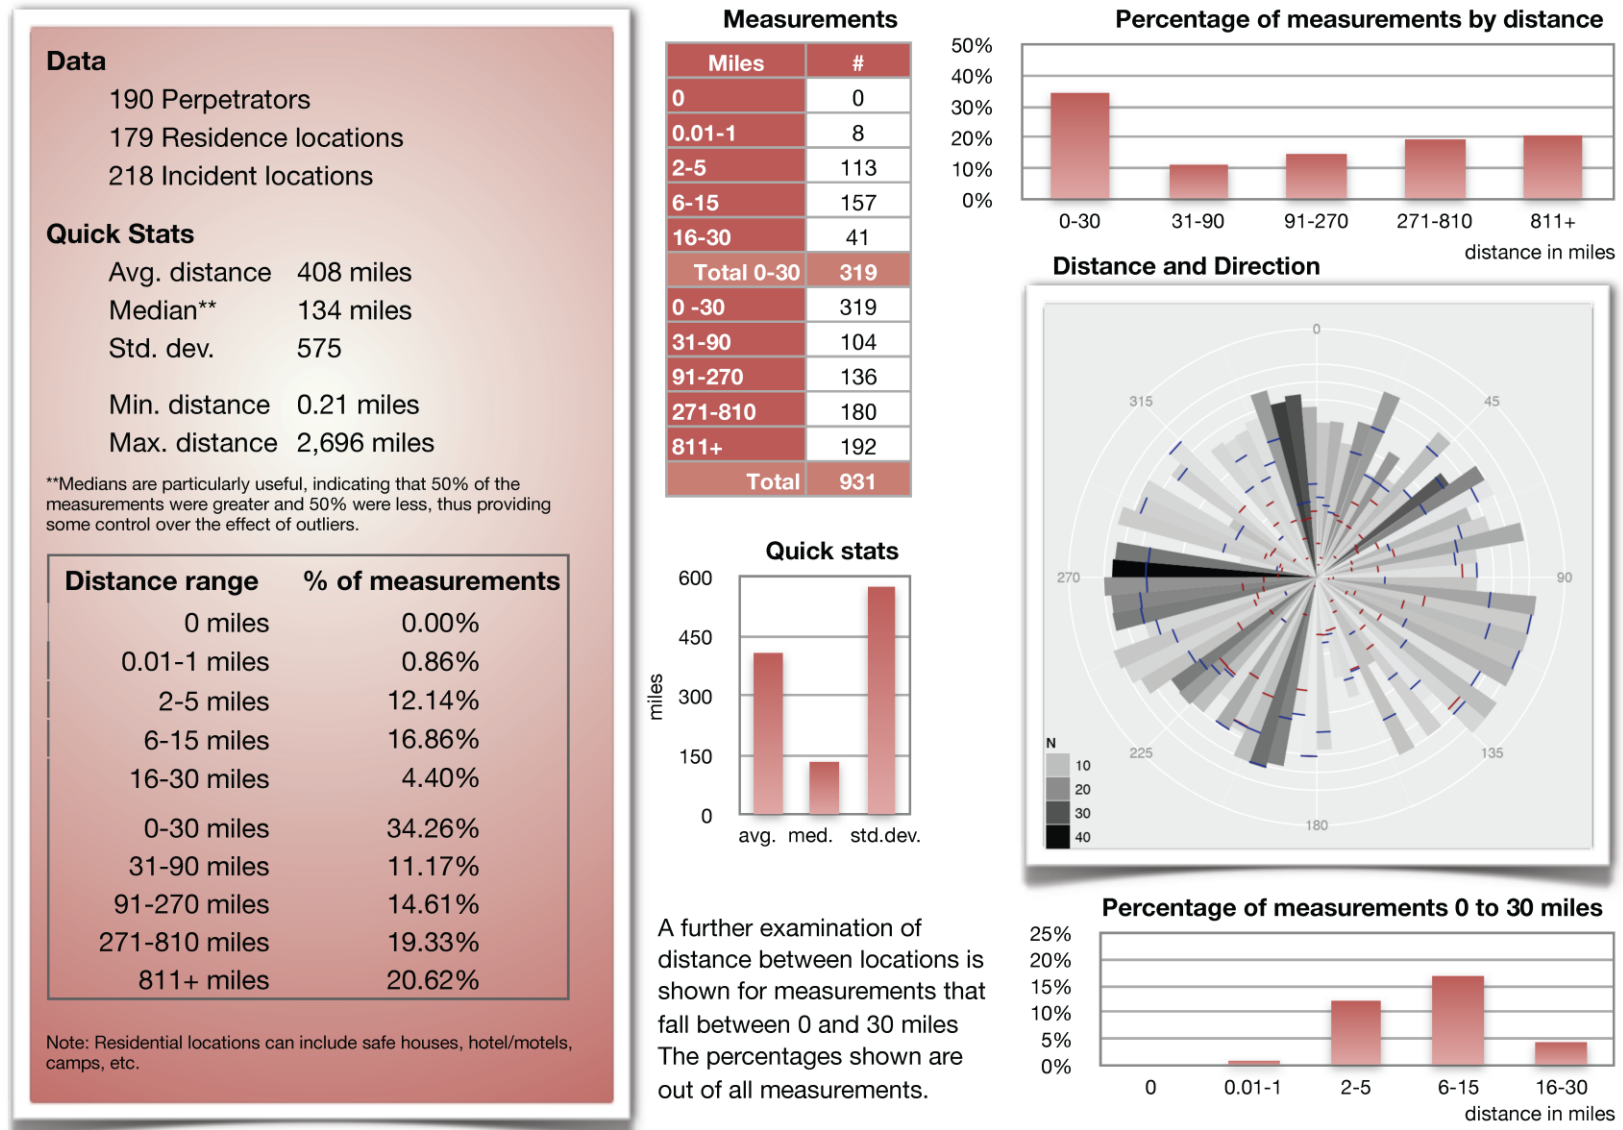 Data
190 Perpetrators
179 Residence locations
218 Incident locations
Quick Stats
Avg. distance 408 miles
Median** 134 miles
Std. dev. 575
Min. distance 0.21 miles
Max. distance 2,696 miles
**Medians are particularly useful, indicating that 50% of the
measurements were greater and 50% were less, thus providing
some control over the effect of outliers.
Distance range % of measurements
0 miles 0.00%
0.01-1 miles 0.86%
2-5 miles 12.14%
6-15 miles 16.86%
16-30 miles 4.40%
0-30 miles 34.26%
31-90 miles 11.17%
91-270 miles 14.61%
271-810 miles 19.33%
811+ miles 20.62%
Note: Residential locations can include safe houses, hotel/motels,
camps, etc.
Measurements
Miles #
0 0
0.01-1 8
2-5 113
6-15 157
16-30 41
Total 0-30 319
0 -30 319
31-90 104
91-270 136
271-810 180
811+ 192
Total 931
Quick stats
600
450
300
150
0
miles
avg. med. std.dev.
A further examination of
distance between locations is
shown for measurements that
fall between 0 and 30 miles
The percentages shown are
out of all measurements.
Percentage of measurements by distance
50%
40%
30%
20%
10%
0%
0-30 31-90 91-270 271-810 811+
distance in miles
Distance and Direction
0
315 45
270 90
225 135
180
N
10
20
30
40
Percentage of measurements 0 to 30 miles
25%
20%
15%
10%
5%
0%
0 0.01-1 2-5 6-15 16-30
distance in miles